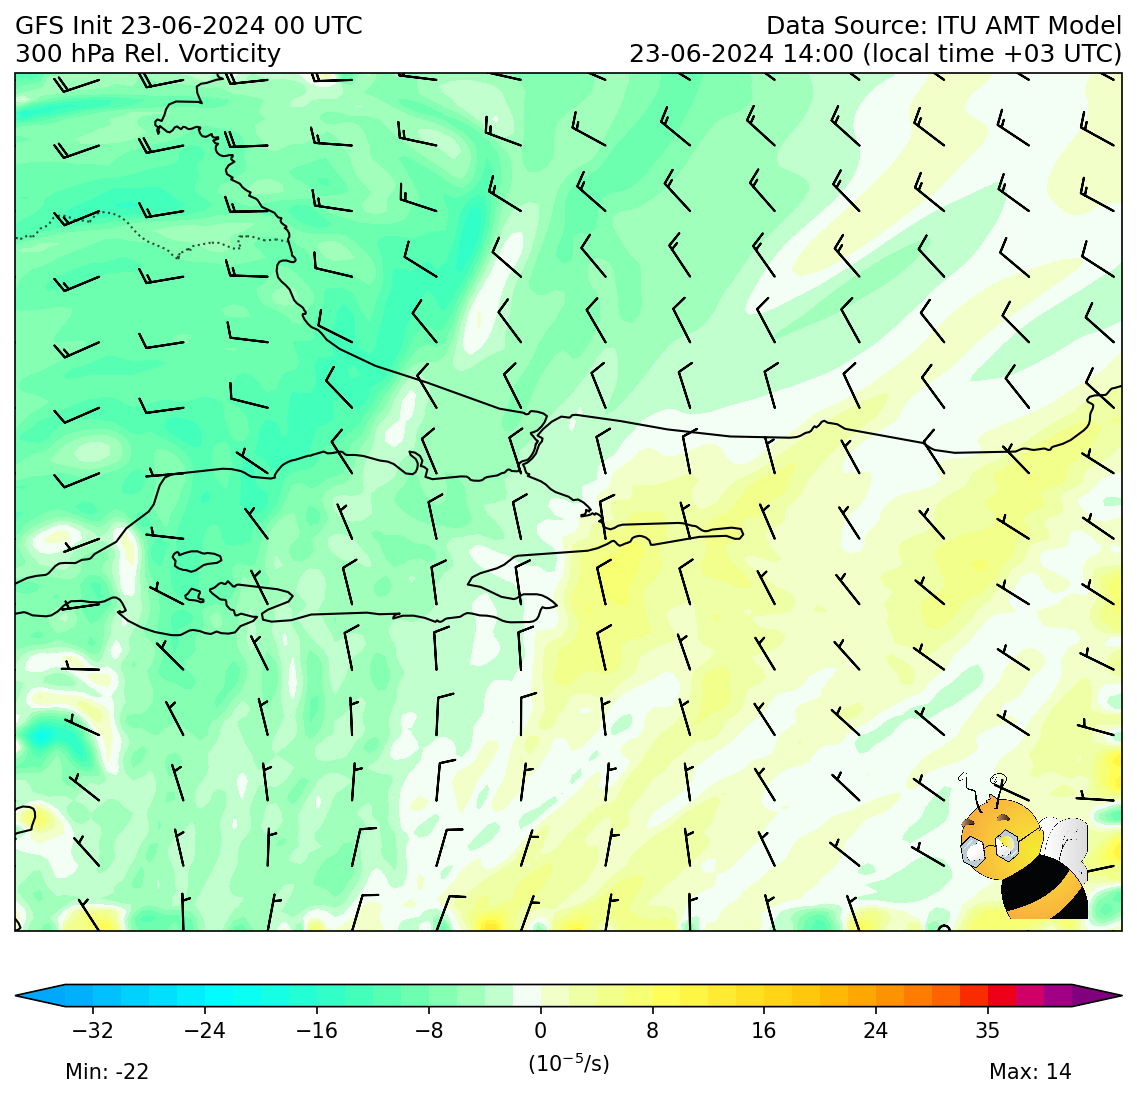 GFS Init 23-06-2024 00 UTC
Data Source: ITU AMT Model
300 hPa Rel. Vorticity
23-06-2024 14:00 (local time +03 UTC)
−32 −24 −16 −8 0 8 16 24 35
(10⁻⁵/s)
Min: -22
Max: 14